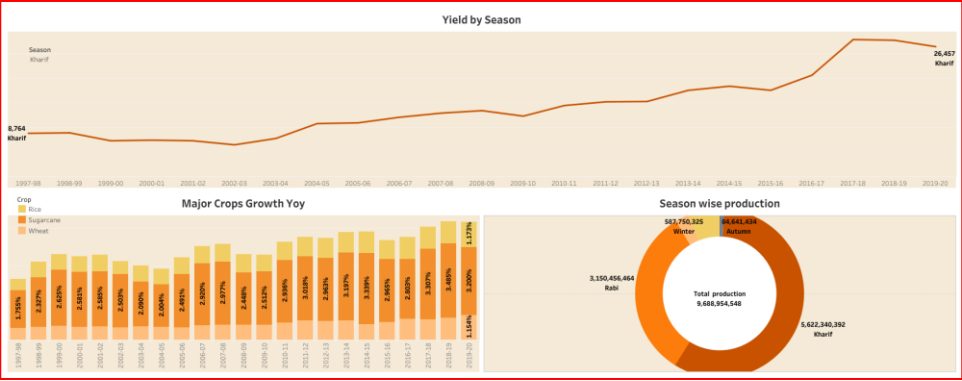 Yield by Season
Season
Kharif
26,457
Kharif
8,764
Kharif
1997-98 1998-99 1999-00 2000-01 2001-02 2002-03 2003-04 2004-05 2005-06 2006-07 2007-08 2008-09 2009-10 2010-11 2011-12 2012-13 2013-14 2014-15 2015-16 2016-17 2017-18 2018-19 2019-20
Crop
Rice
Sugarcane
Wheat
Major Crops Growth Yoy
1.755% 2.327% 2.625% 2.581% 2.585% 2.503% 2.090% 2.004% 2.491% 2.920% 2.977% 2.448% 2.512% 2.936% 3.018% 2.963% 3.197% 3.339% 2.965% 2.803% 3.307% 3.485% 3.200%
1.173%
1.154%
1997-98 1998-99 1999-00 2000-01 2001-02 2002-03 2003-04 2004-05 2005-06 2006-07 2007-08 2008-09 2009-10 2010-11 2011-12 2012-13 2013-14 2014-15 2015-16 2016-17 2017-18 2018-19 2019-20
Season wise production
587,750,325
Winter
84,641,434
Autumn
3,150,456,464
Rabi
Total production
9,688,954,548
5,622,340,392
Kharif